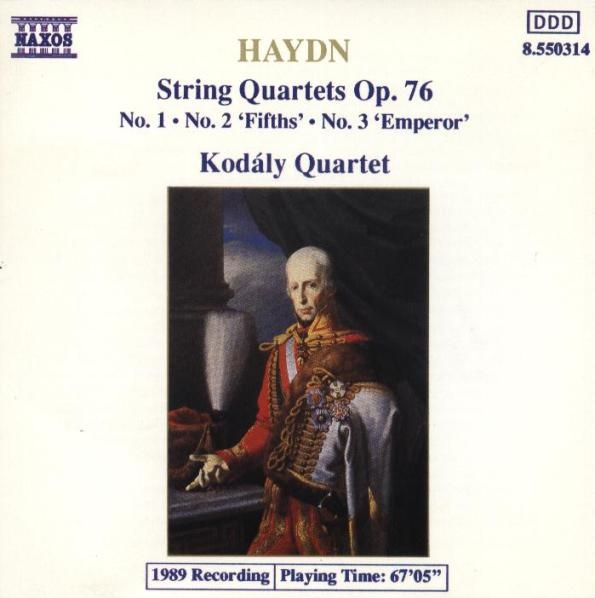 NAXOS
DDD
8.550314
HAYDN
String Quartets Op. 76
No. 1 • No. 2 ‘Fifths’ • No. 3 ‘Emperor’
Kodály Quartet
1989 Recording
Playing Time: 67’05”